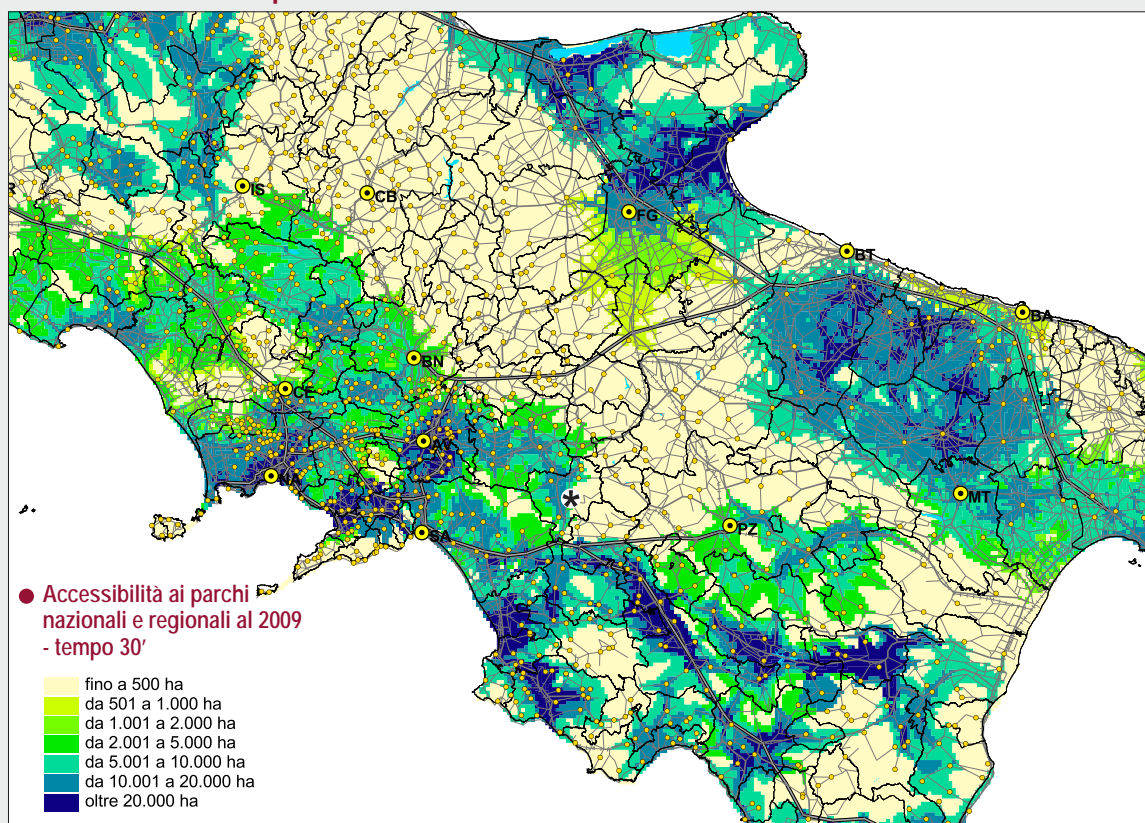 IS
CB
FG
BT
BA
BN
CE
AV
NA
MT
SA
PZ
*
Accessibilità ai parchi
nazionali e regionali al 2009
- tempo 30'
fino a 500 ha
da 501 a 1.000 ha
da 1.001 a 2.000 ha
da 2.001 a 5.000 ha
da 5.001 a 10.000 ha
da 10.001 a 20.000 ha
oltre 20.000 ha